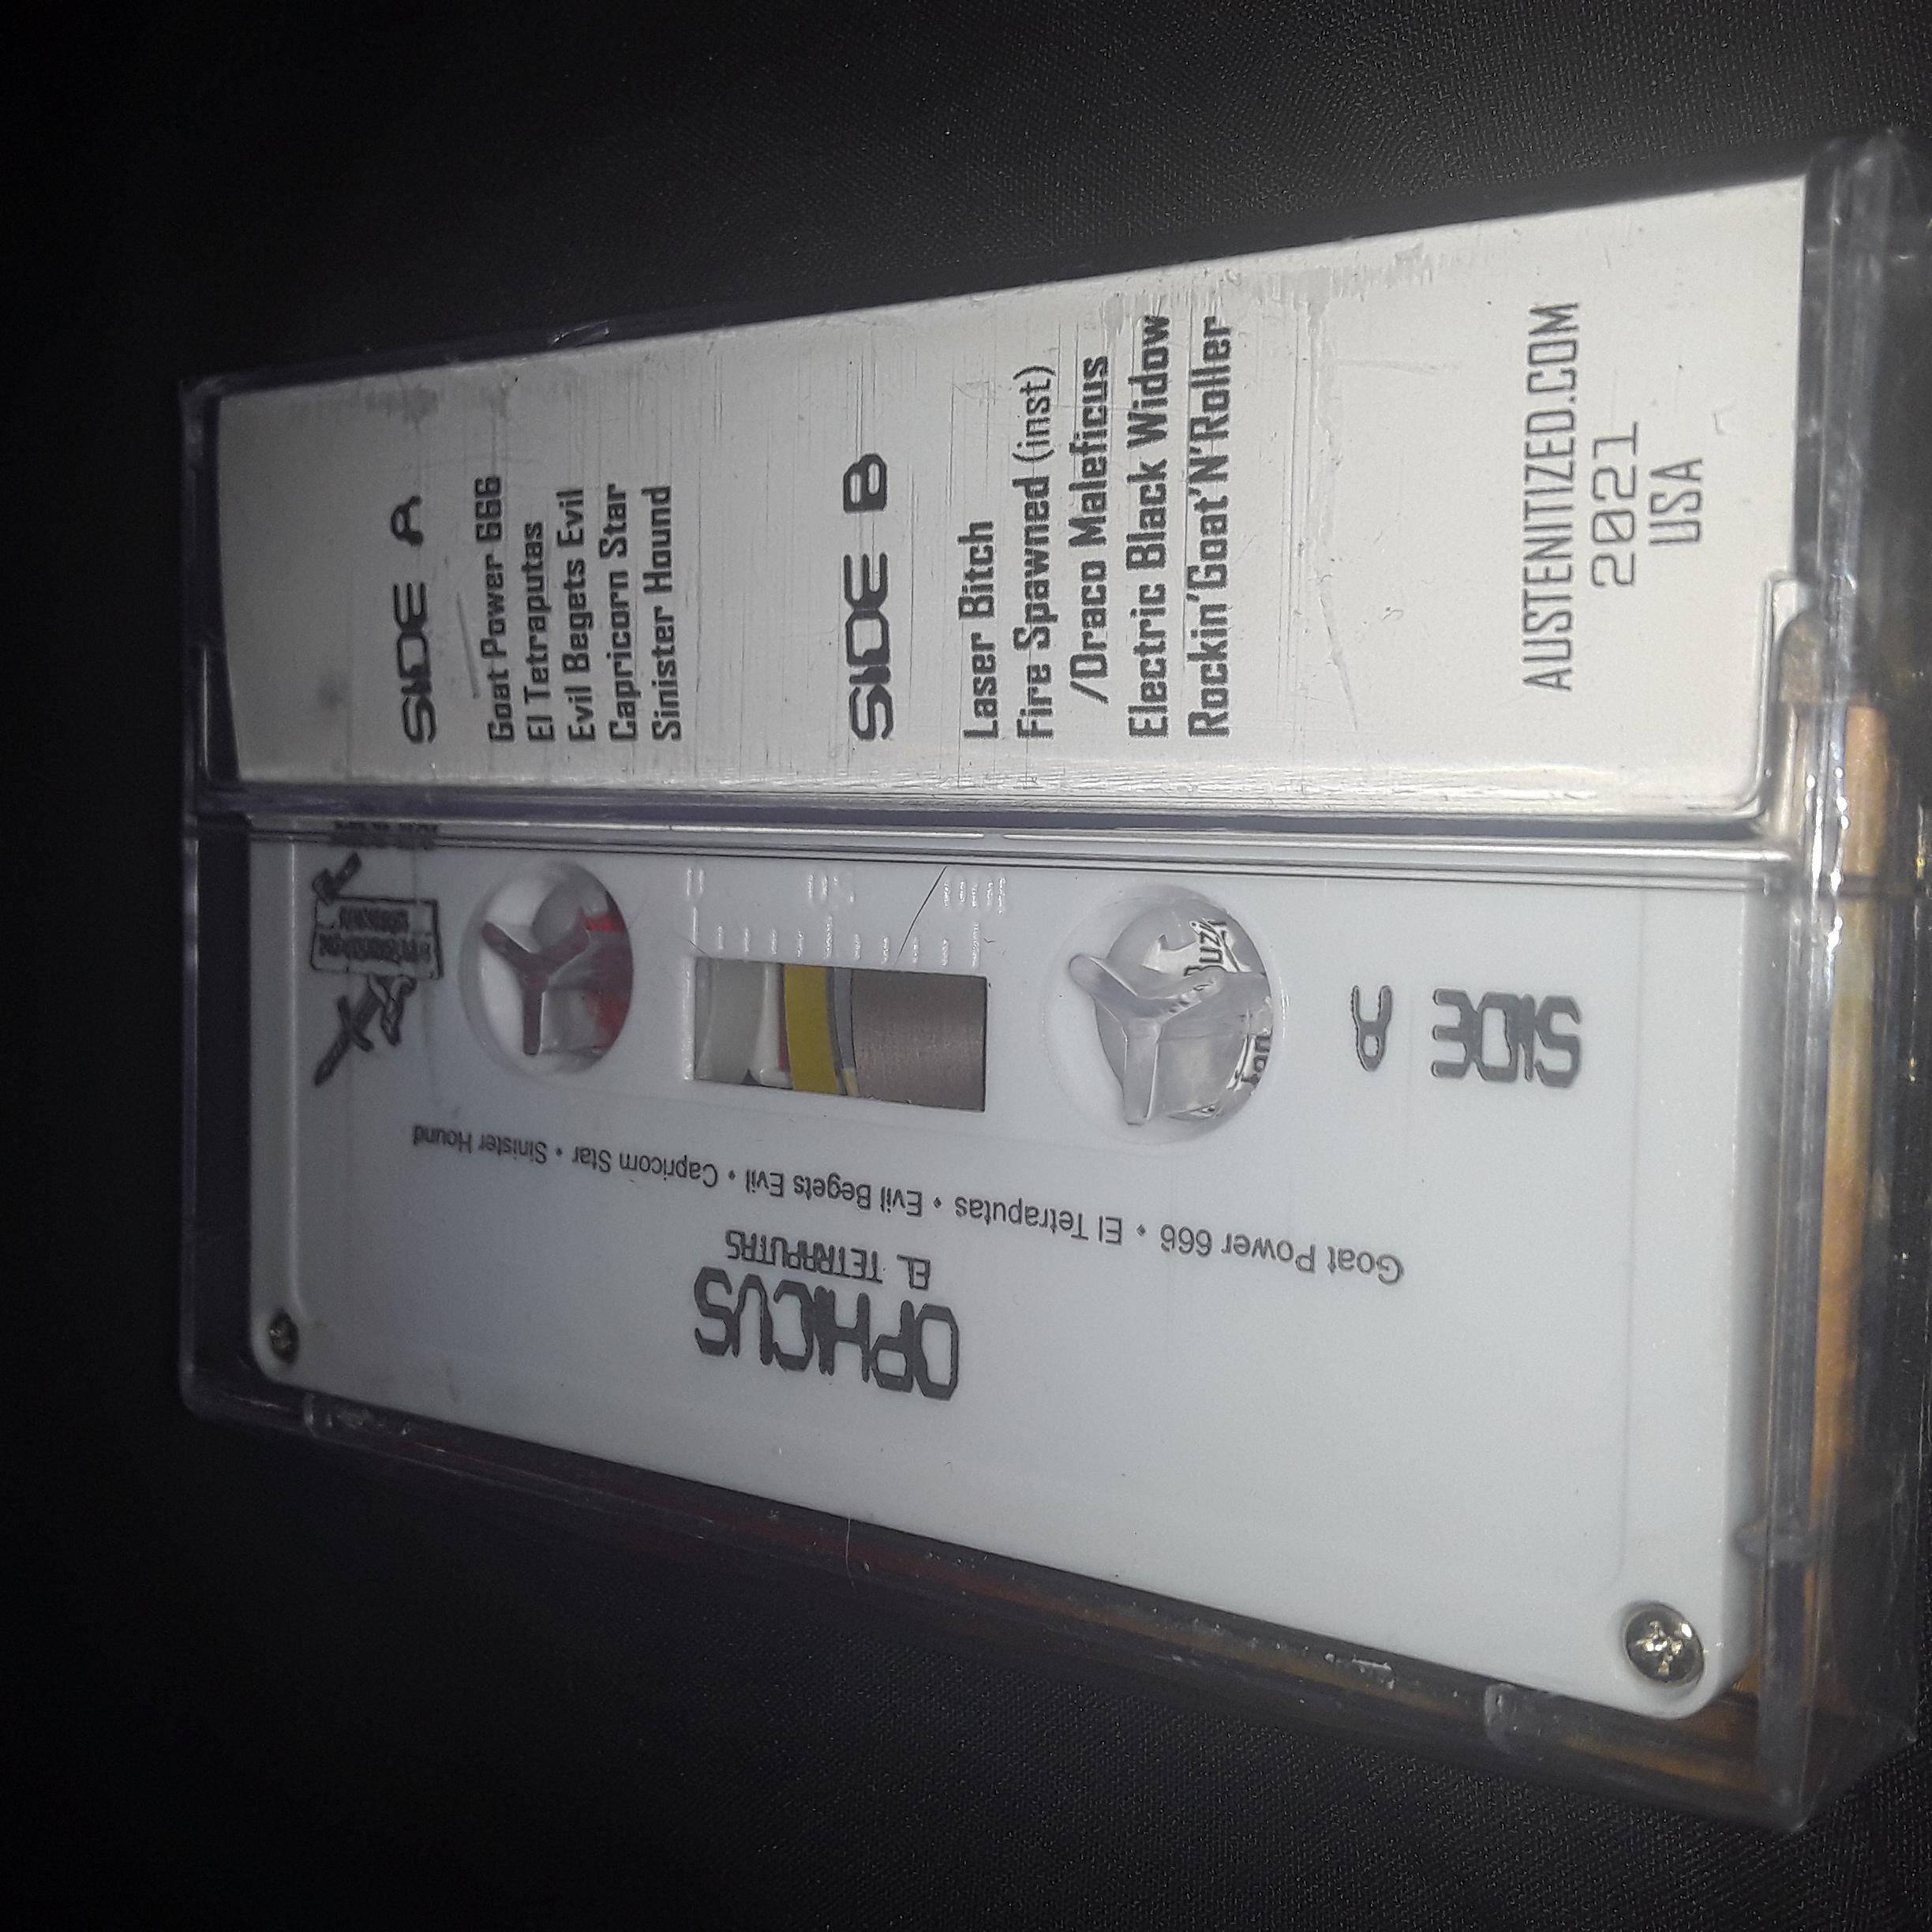 SIDE A
Goat Power 666
El Tetraputas
Evil Begets Evil
Capricorn Star
Sinister Hound
SIDE B
Laser Bitch
Fire Spawned (inst)
/Draco Maleficus
Electric Black Widow
Rockin'Goat'N'Roller
AUSTENITIZED.COM
2021
USA
OPHICUS
EL TETRAPUTAS
Goat Power 666 • El Tetraputas • Evil Begets Evil • Capricorn Star • Sinister Hound
SIDE A
0
50